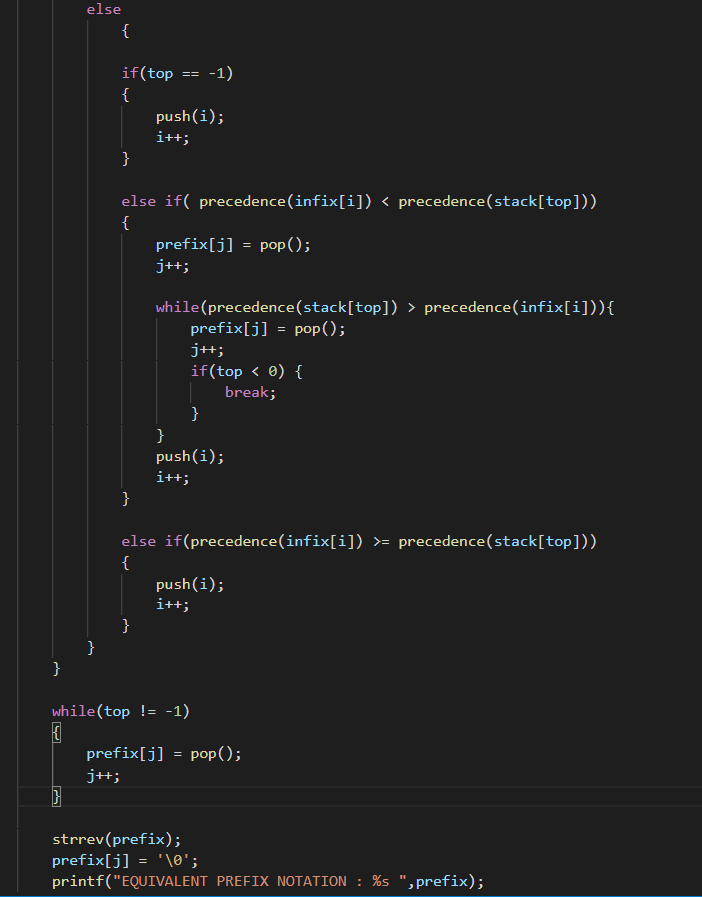 else
{
if(top == -1)
{
push(i);
i++;
}
else if( precedence(infix[i]) < precedence(stack[top]))
{
prefix[j] = pop();
j++;
while(precedence(stack[top]) > precedence(infix[i])){
prefix[j] = pop();
j++;
if(top < 0) {
break;
}
}
push(i);
i++;
}
else if(precedence(infix[i]) >= precedence(stack[top]))
{
push(i);
i++;
}
}
}
while(top != -1)
{
prefix[j] = pop();
j++;
}
strrev(prefix);
prefix[j] = '\0';
printf("EQUIVALENT PREFIX NOTATION : %s ",prefix);